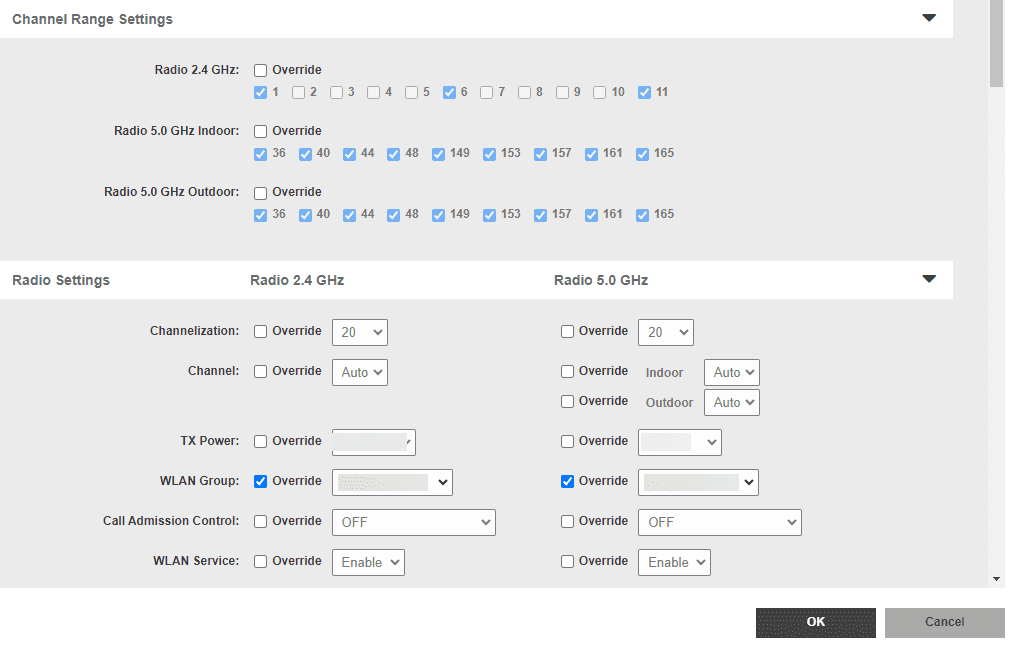 Channel Range Settings
Radio 2.4 GHz: Override
1 2 3 4 5 6 7 8 9 10 11
Radio 5.0 GHz Indoor: Override
36 40 44 48 149 153 157 161 165
Radio 5.0 GHz Outdoor: Override
36 40 44 48 149 153 157 161 165
Radio Settings Radio 2.4 GHz Radio 5.0 GHz
Channelization: Override 20 Override 20
Channel: Override Auto Override Indoor Auto
Override Outdoor Auto
TX Power: Override Override
WLAN Group: Override Override
Call Admission Control: Override OFF Override OFF
WLAN Service: Override Enable Override Enable
OK Cancel